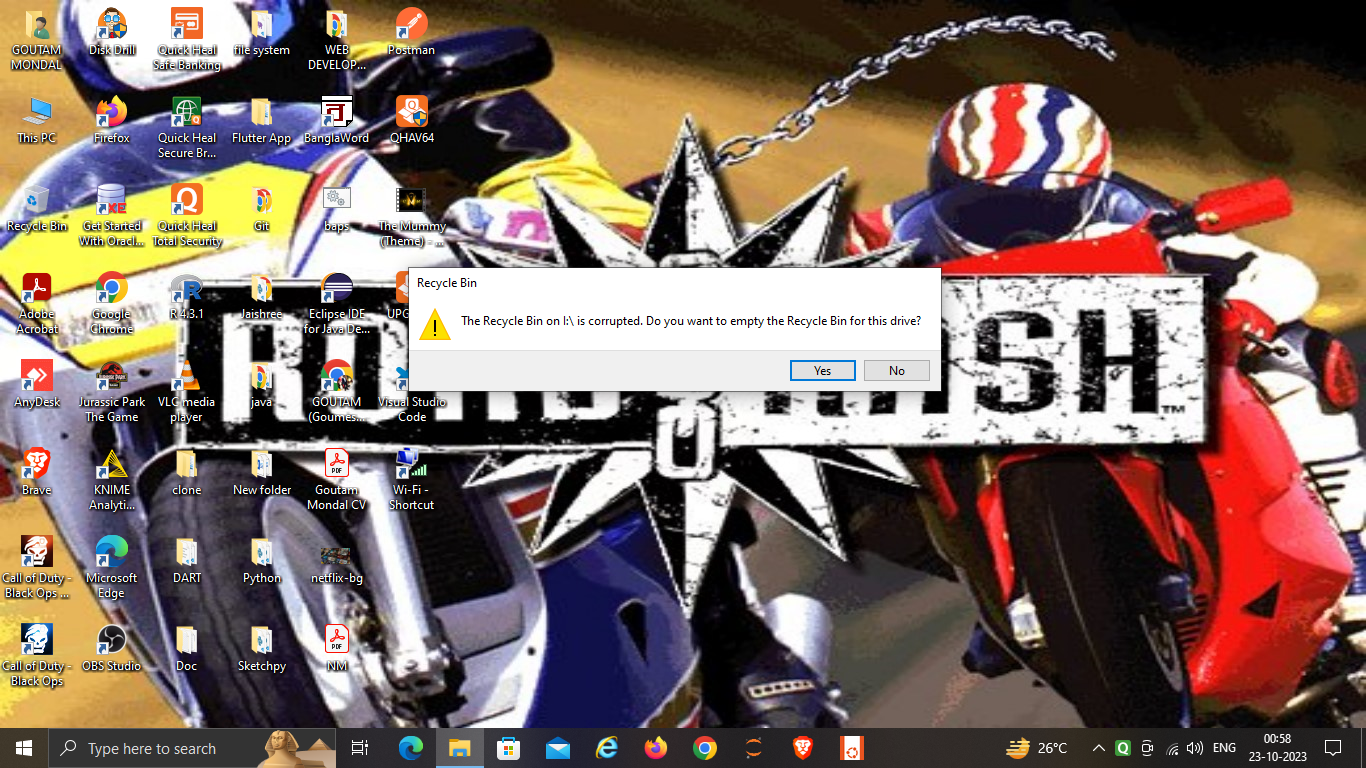 GOUTAM
MONDAL
Disk Drill
Quick Heal
Safe Banking
file system
WEB
DEVELOP...
Postman
This PC
Firefox
Quick Heal
Secure Br...
Flutter App
BanglaWord
QHAV64
Recycle Bin
Get Started
With Oracl...
Quick Heal
Total Security
Git
baps
The Mummy
(Theme) - ...
Adobe
Acrobat
Google
Chrome
R 4.3.1
Jaishree
Eclipse IDE
for Java De...
UPG
AnyDesk
Jurassic Park
The Game
VLC media
player
java
GOUTAM
(Goumes...
Visual Studio
Code
Brave
KNIME
Analyti...
clone
New folder
Goutam
Mondal CV
Wi-Fi -
Shortcut
Call of Duty -
Black Ops ...
Microsoft
Edge
DART
Python
netflix-bg
Call of Duty -
Black Ops
OBS Studio
Doc
Sketchpy
NM
Recycle Bin
The Recycle Bin on I:\ is corrupted. Do you want to empty the Recycle Bin for this drive?
Yes
No
Type here to search
26°C
ENG
00:58
23-10-2023